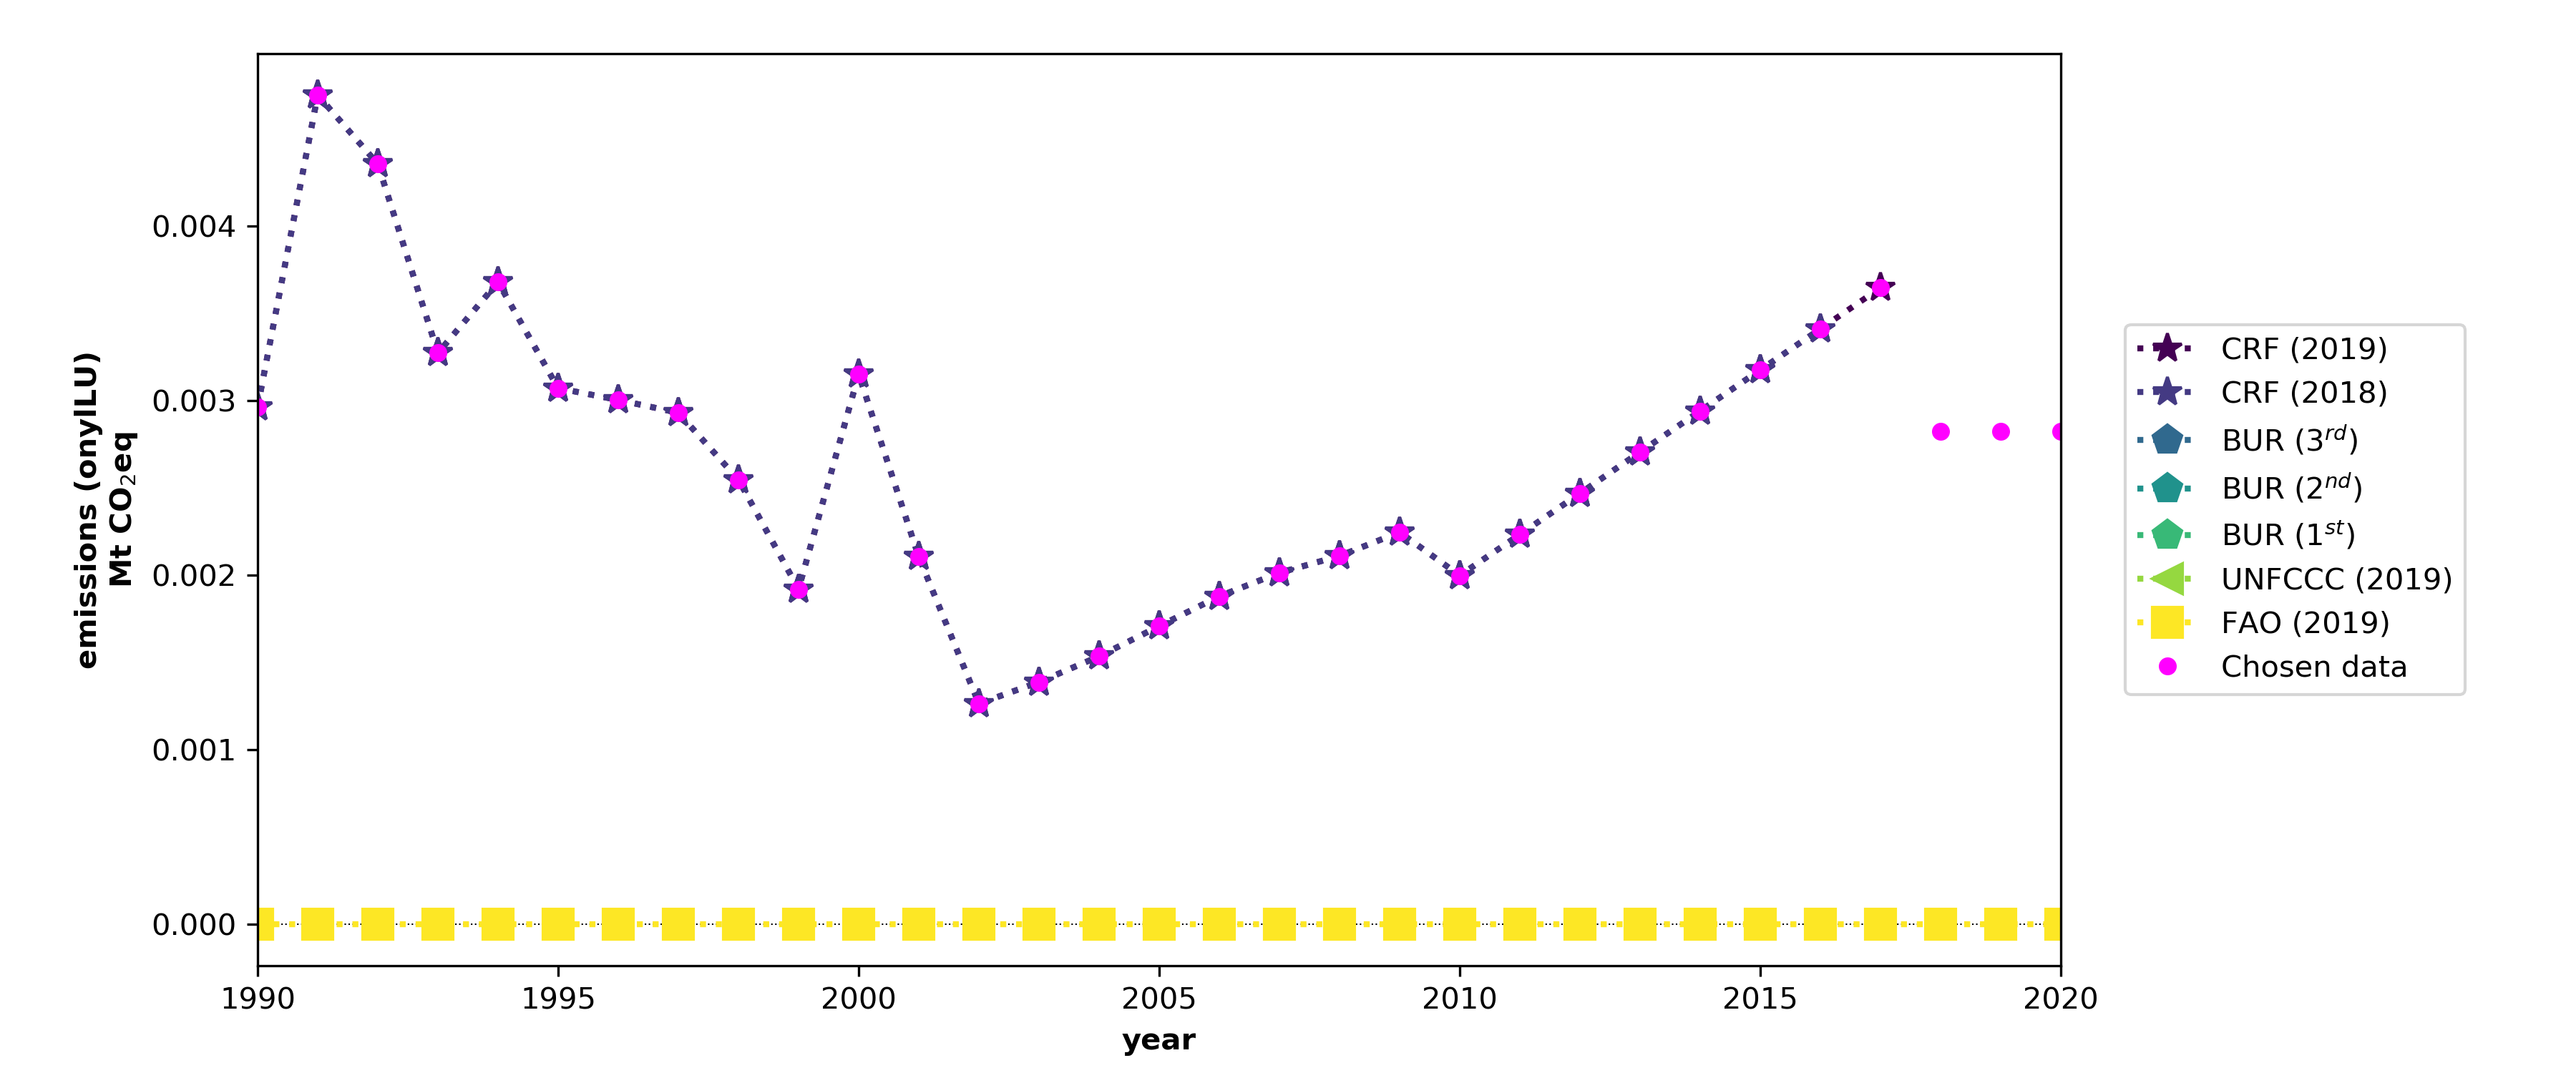 emissions (onylLU)
Mt CO₂eq
0.004
0.003
0.002
0.001
0.000
1990 1995 2000 2005 2010 2015 2020
year
CRF (2019)
CRF (2018)
BUR (3ʳᵈ)
BUR (2ⁿᵈ)
BUR (1ˢᵗ)
UNFCCC (2019)
FAO (2019)
Chosen data